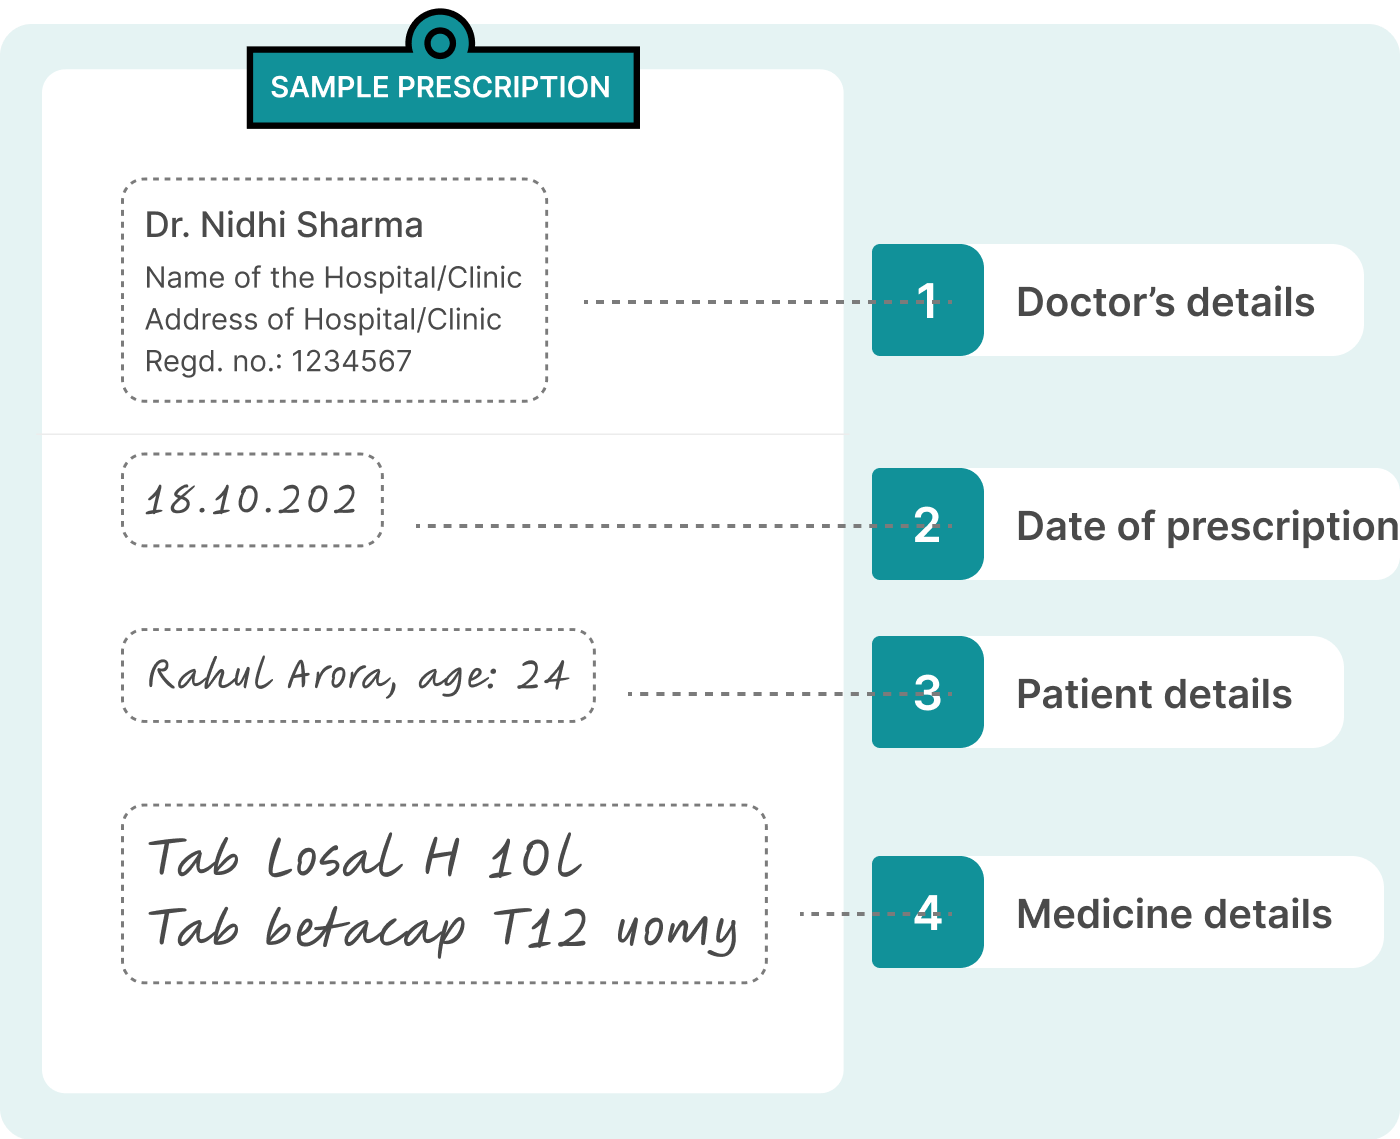 SAMPLE PRESCRIPTION
Dr. Nidhi Sharma
Name of the Hospital/Clinic
Address of Hospital/Clinic
Regd. no.: 1234567
1 Doctor’s details
18.10.202
2 Date of prescription
Rahul Arora, age: 24
3 Patient details
Tab Losal H 10l
Tab betacap T12 uomy
4 Medicine details